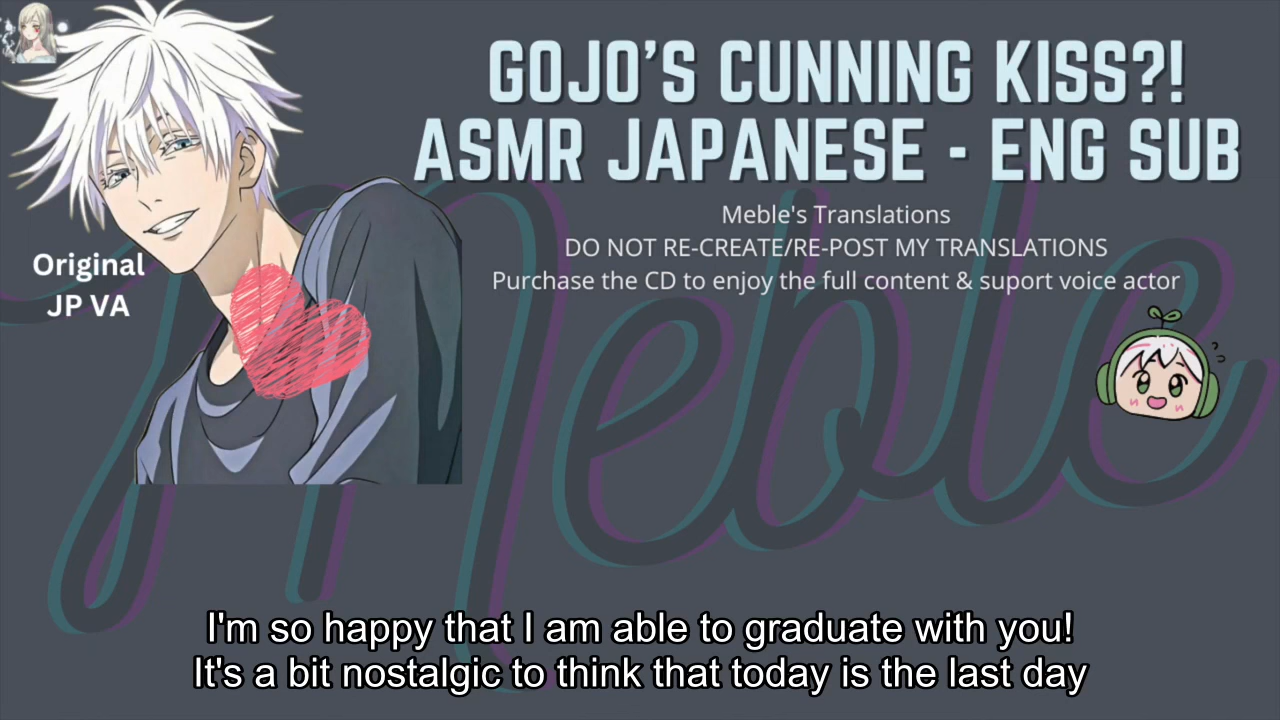 GOJO'S CUNNING KISS?!
ASMR JAPANESE - ENG SUB
Meble's Translations
DO NOT RE-CREATE/RE-POST MY TRANSLATIONS
Purchase the CD to enjoy the full content & suport voice actor
Original
JP VA
Meble
I'm so happy that I am able to graduate with you!
It's a bit nostalgic to think that today is the last day